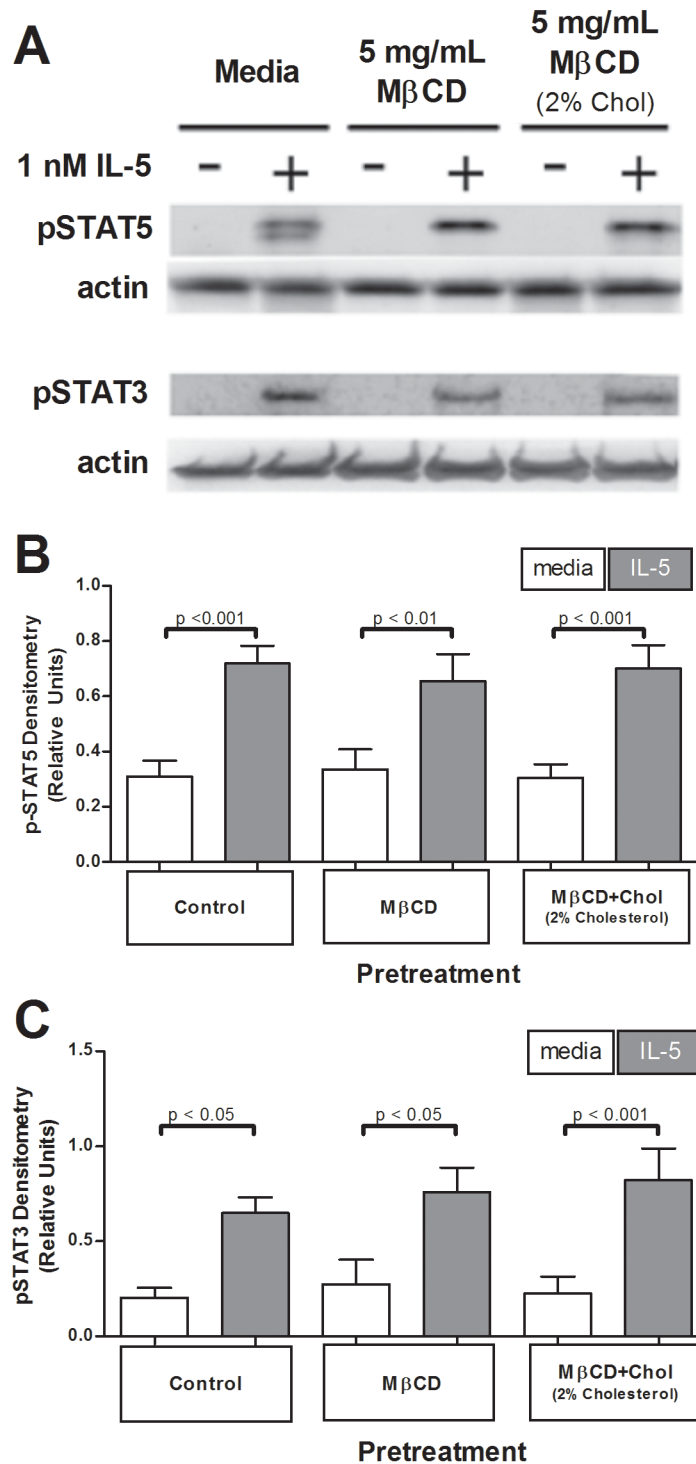 A
Media
5 mg/mL
MβCD
5 mg/mL
MβCD
(2% Chol)
1 nM IL-5 - + - + - +
pSTAT5
actin
pSTAT3
actin
B
media IL-5
p-STAT5 Densitometry
(Relative Units)
1.0
0.8
0.6
0.4
0.2
0.0
p <0.001
p < 0.01
p < 0.001
Control
MβCD
MβCD+Chol
(2% Cholesterol)
Pretreatment
C
media IL-5
pSTAT3 Densitometry
(Relative Units)
1.5
1.0
0.5
0.0
p < 0.05
p < 0.05
p < 0.001
Control
MβCD
MβCD+Chol
(2% Cholesterol)
Pretreatment